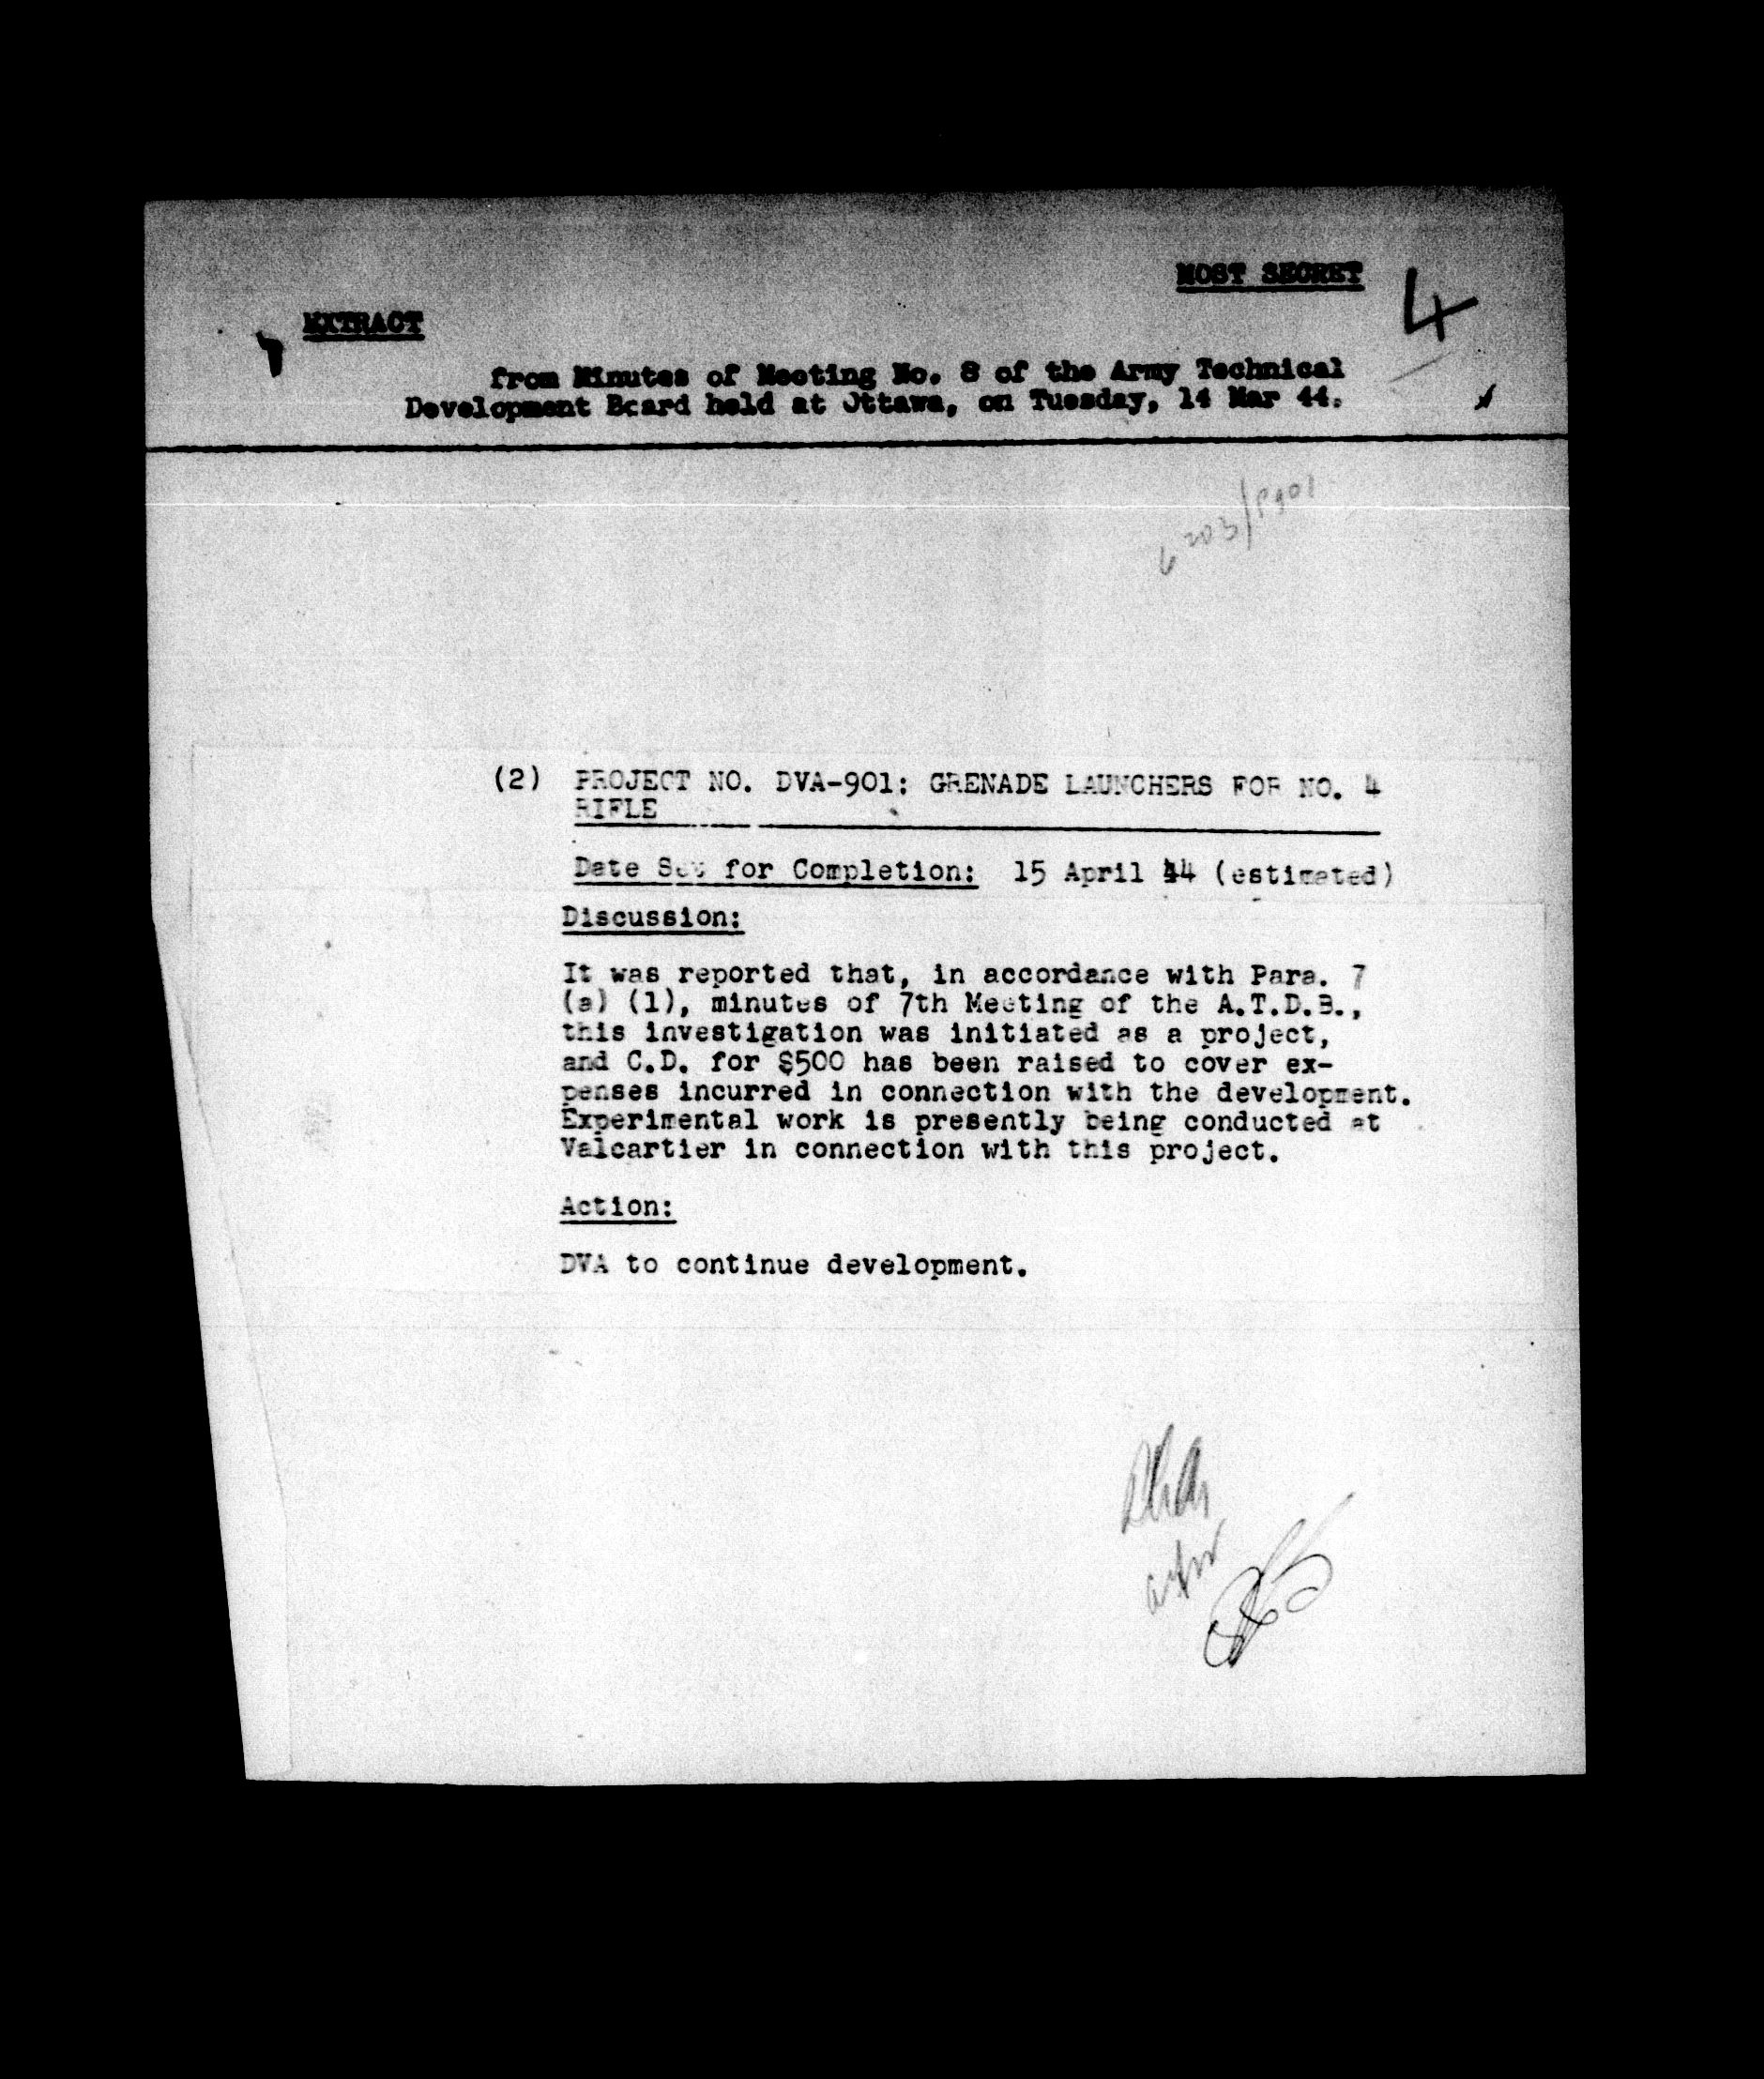 MOST SECRET
4
EXTRACT
from Minutes of Meeting No. 8 of the Army Technical
Development Board held at Ottawa, on Tuesday, 14 Mar 44.
(2) PROJECT NO. DVA-901: GRENADE LAUNCHERS FOR NO. 4
RIFLE
Date Set for Completion: 15 April 44 (estimated)
Discussion:
It was reported that, in accordance with Para. 7
(a) (1), minutes of 7th Meeting of the A.T.D.B.,
this investigation was initiated as a project,
and C.D. for $500 has been raised to cover ex-
penses incurred in connection with the development.
Experimental work is presently being conducted at
Valcartier in connection with this project.
Action:
DVA to continue development.